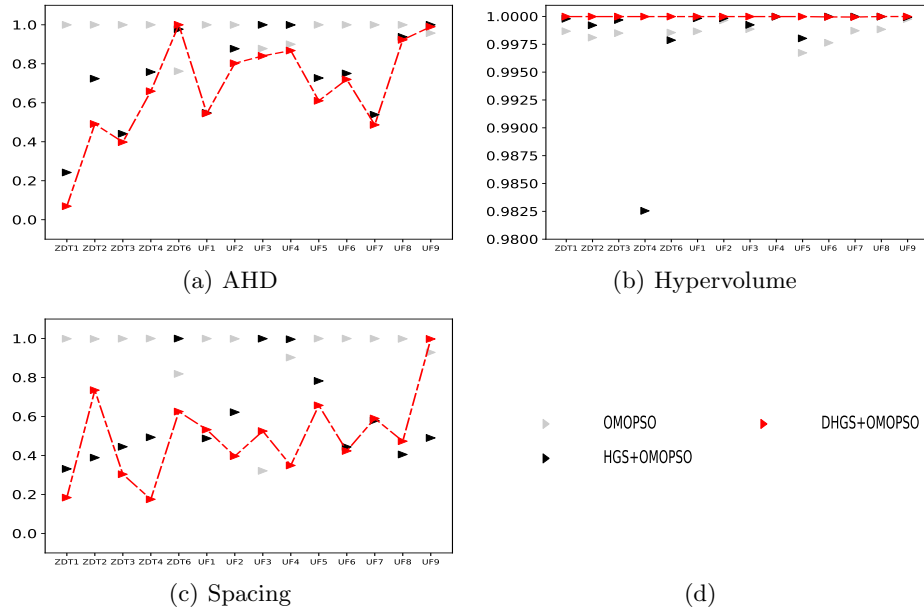 1.0
0.8
0.6
0.4
0.2
0.0
ZDT1 ZDT2 ZDT3 ZDT4 ZDT6 UF1 UF2 UF3 UF4 UF5 UF6 UF7 UF8 UF9
(a) AHD
1.0000
0.9975
0.9950
0.9925
0.9900
0.9875
0.9850
0.9825
0.9800
ZDT1 ZDT2 ZDT3 ZDT4 ZDT6 UF1 UF2 UF3 UF4 UF5 UF6 UF7 UF8 UF9
(b) Hypervolume
1.0
0.8
0.6
0.4
0.2
0.0
ZDT1 ZDT2 ZDT3 ZDT4 ZDT6 UF1 UF2 UF3 UF4 UF5 UF6 UF7 UF8 UF9
(c) Spacing
OMOPSO
DHGS+OMOPSO
HGS+OMOPSO
(d)